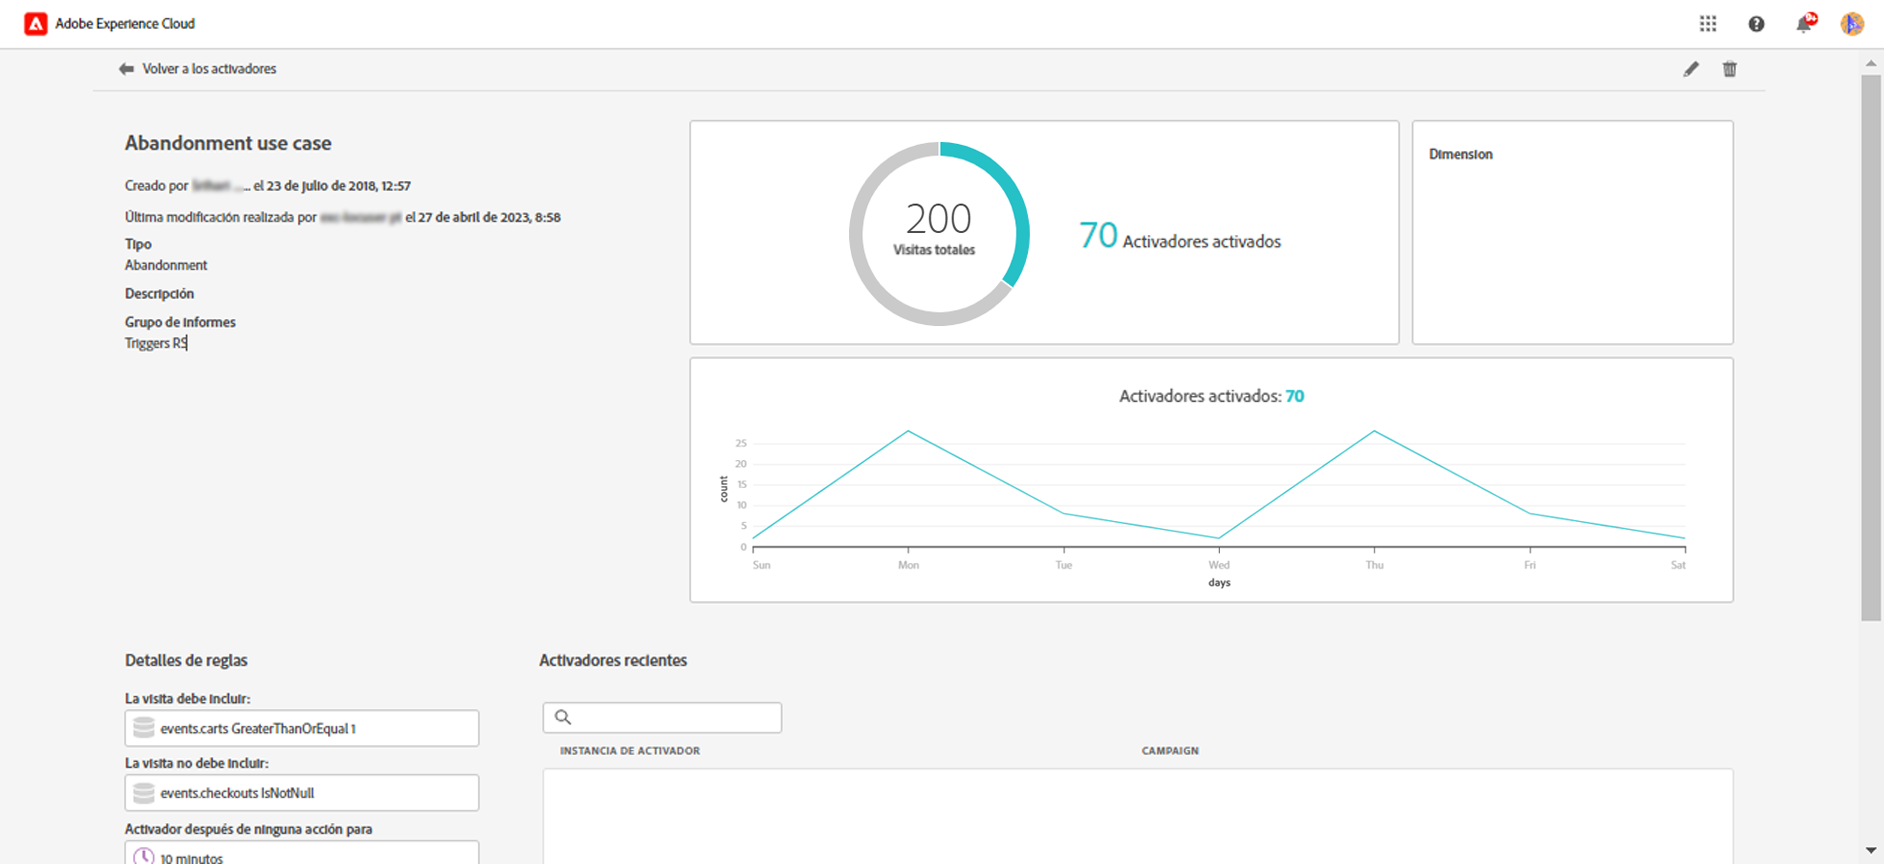 Adobe Experience Cloud
9+
Volver a los activadores
Abandonment use case
Creado por ... el 23 de julio de 2018, 12:57
Última modificación realizada por el 27 de abril de 2023, 8:58
Tipo
Abandonment
Descripción
Grupo de informes
Triggers RS
200
Visitas totales
70 Activadores activados
Dimension
Activadores activados: 70
25
20
15
10
5
0
count
Sun Mon Tue Wed Thu Fri Sat
days
Detalles de reglas
La visita debe incluir:
events.carts GreaterThanOrEqual 1
La visita no debe incluir:
events.checkouts IsNotNull
Activador después de ninguna acción para
10 minutos
Activadores recientes
INSTANCIA DE ACTIVADOR CAMPAIGN